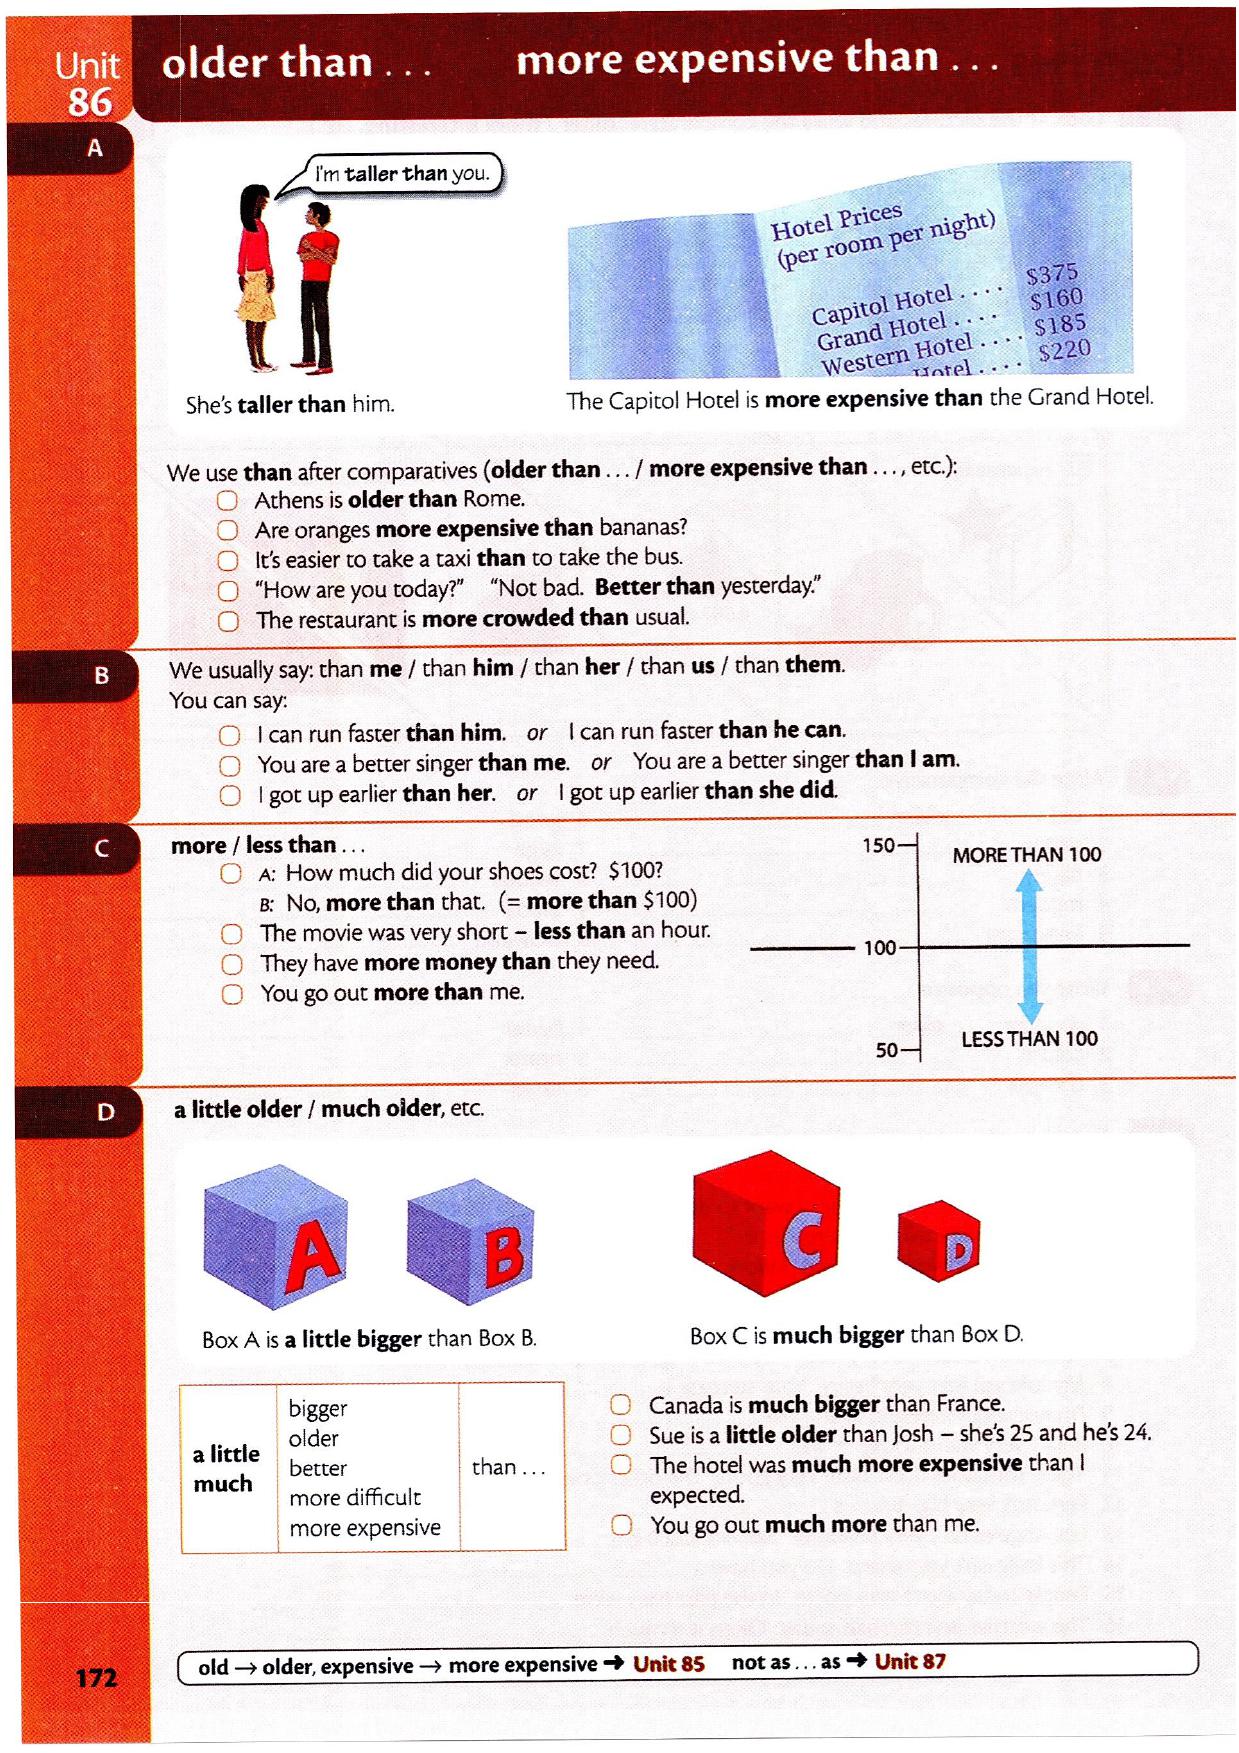 Unit
86
older than . . .
more expensive than . . .
A
I'm taller than you.
Hotel Prices
(per room per night)
Capitol Hotel . . . . $375
Grand Hotel . . . . $160
Western Hotel . . . . $185
Hotel . . . . $220
She's taller than him.
The Capitol Hotel is more expensive than the Grand Hotel.
We use than after comparatives (older than . . . / more expensive than . . . , etc.):
Athens is older than Rome.
Are oranges more expensive than bananas?
It's easier to take a taxi than to take the bus.
"How are you today?" "Not bad. Better than yesterday."
The restaurant is more crowded than usual.
B
We usually say: than me / than him / than her / than us / than them.
You can say:
I can run faster than him. or I can run faster than he can.
You are a better singer than me. or You are a better singer than I am.
I got up earlier than her. or I got up earlier than she did.
C
more / less than . . .
A: How much did your shoes cost? $100?
B: No, more than that. (= more than $100)
The movie was very short – less than an hour.
They have more money than they need.
You go out more than me.
150
MORE THAN 100
100
LESS THAN 100
50
D
a little older / much older, etc.
A
B
C
D
Box A is a little bigger than Box B.
Box C is much bigger than Box D.
a little
much
bigger
older
better
more difficult
more expensive
than . . .
Canada is much bigger than France.
Sue is a little older than Josh – she's 25 and he's 24.
The hotel was much more expensive than I
expected.
You go out much more than me.
172
old → older, expensive → more expensive → Unit 85 not as . . . as → Unit 87